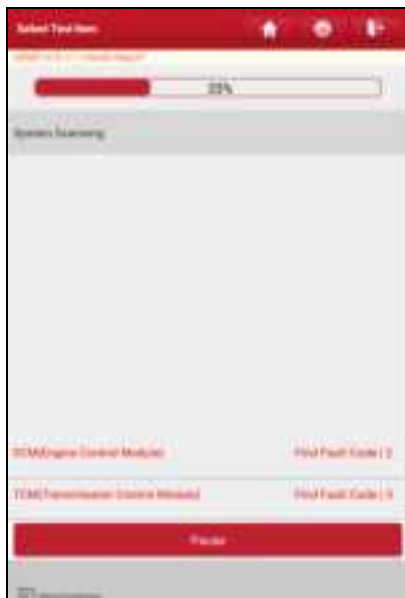 Select Test Item
33%
System Scanning
ECM(Engine Control Module) Find Fault Code | 2
TCM(Transmission Control Module) Find Fault Code | 3
Pause